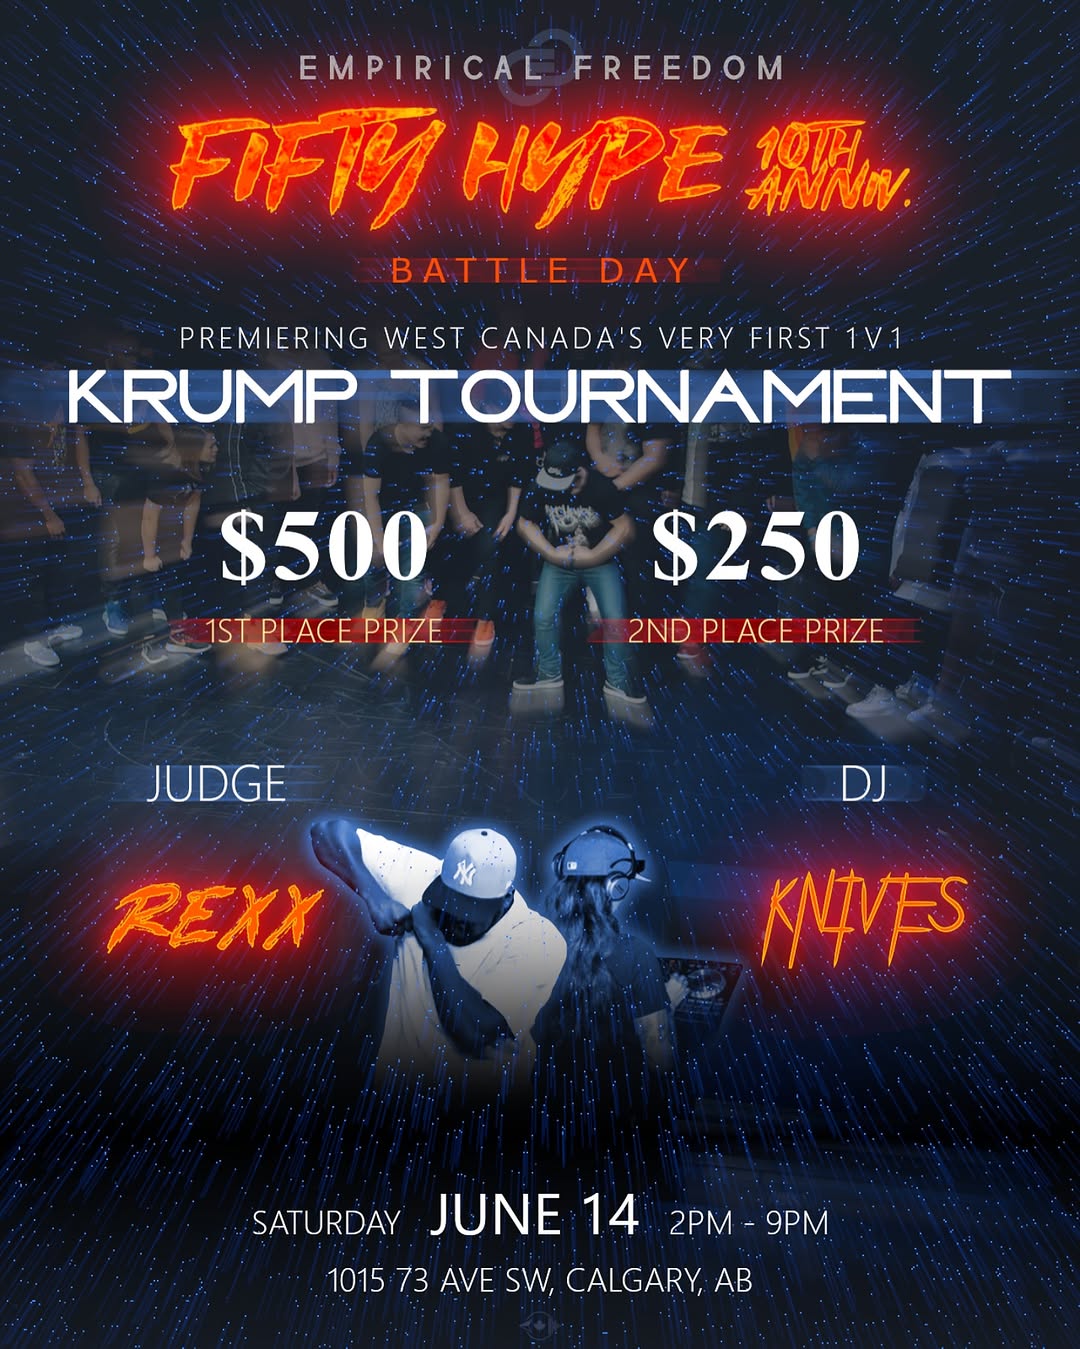 EMPIRICAL FREEDOM
FIFTY HYPE 10TH ANNIV.
BATTLE DAY
PREMIERING WEST CANADA'S VERY FIRST 1V1
KRUMP TOURNAMENT
$500 $250
1ST PLACE PRIZE 2ND PLACE PRIZE
JUDGE DJ
REXX KNIVES
SATURDAY JUNE 14 2PM - 9PM
1015 73 AVE SW, CALGARY, AB